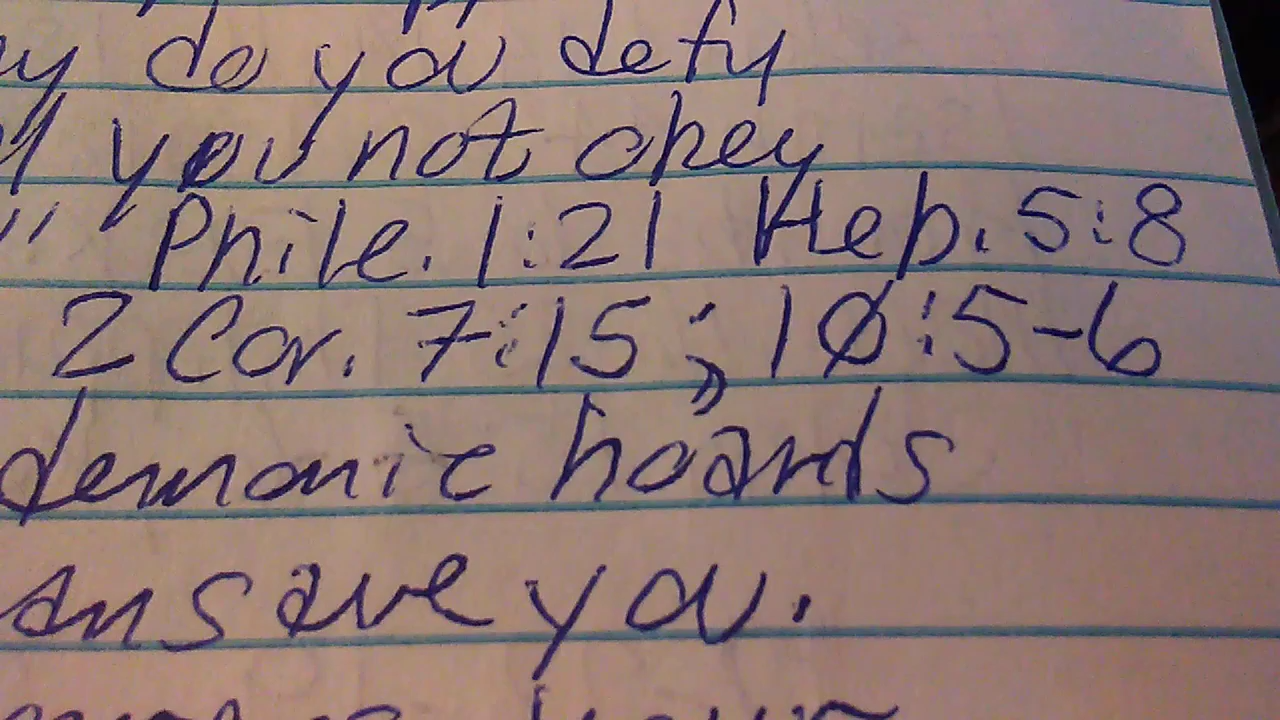 do you defy
you not obey
" Phile. 1:21 Heb. 5:8
2 Cor. 7:15; 10:5-6
demonic hoards
save you.